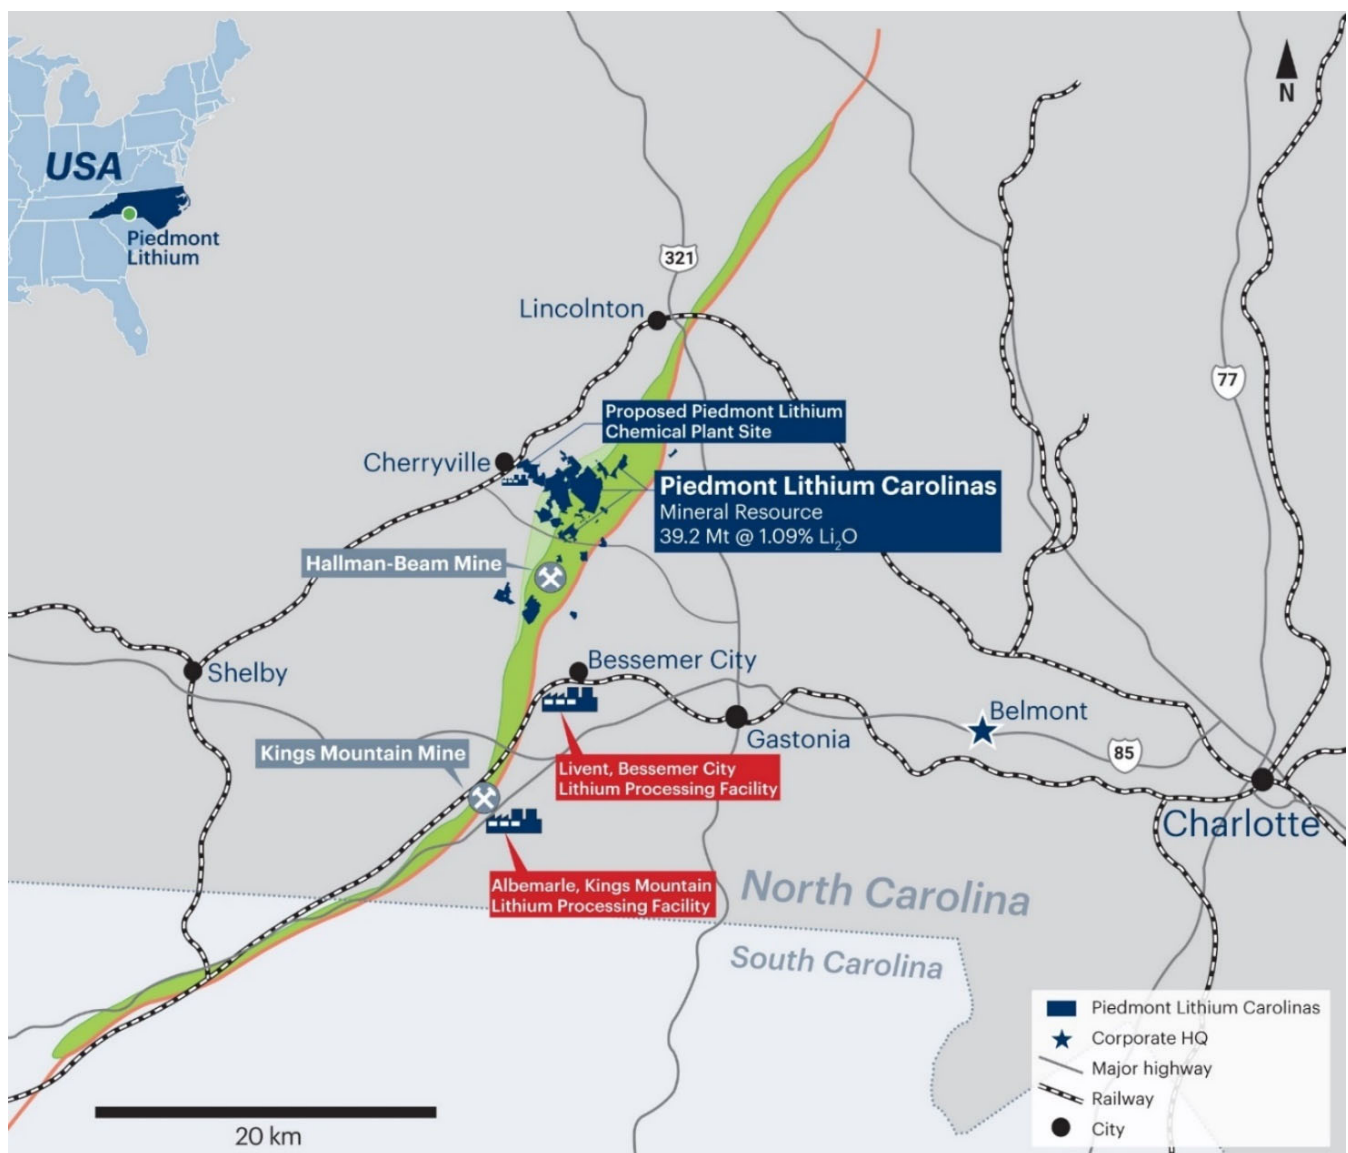 N
USA
Piedmont
Lithium
321
Lincolnton
77
Proposed Piedmont Lithium
Chemical Plant Site
Cherryville
Piedmont Lithium Carolinas
Mineral Resource
39.2 Mt @ 1.09% Li₂O
Hallman-Beam Mine
Bessemer City
Shelby
Belmont
Gastonia
Kings Mountain Mine
85
Livent, Bessemer City
Lithium Processing Facility
Charlotte
Albemarle, Kings Mountain
Lithium Processing Facility
North Carolina
South Carolina
Piedmont Lithium Carolinas
Corporate HQ
Major highway
Railway
City
20 km